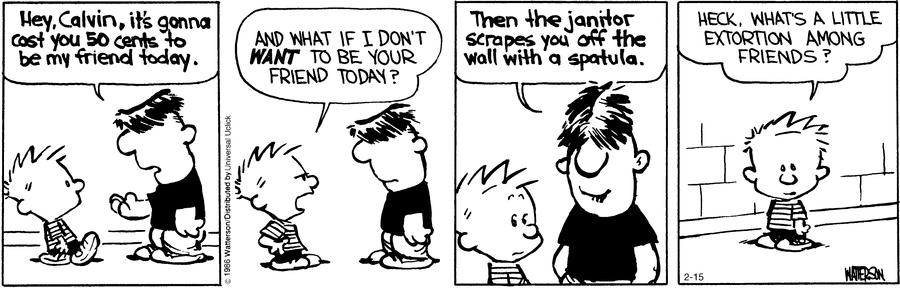 Hey, Calvin, it's gonna
cost you 50 cents to
be my friend today.
AND WHAT IF I DON'T
WANT TO BE YOUR
FRIEND TODAY?
© 1986 Watterson/Distributed by Universal Uclick
Then the janitor
scrapes you off the
wall with a spatula.
HECK, WHAT'S A LITTLE
EXTORTION AMONG
FRIENDS?
2-15
WATTERSON